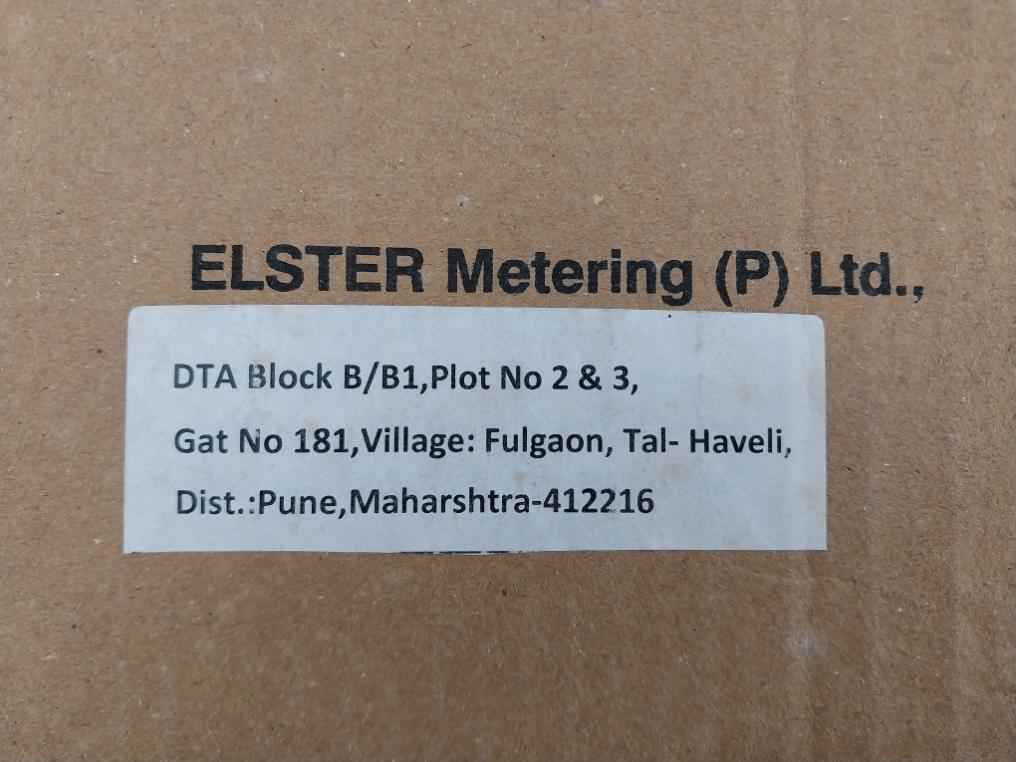 ELSTER Metering (P) Ltd.,
DTA Block B/B1,Plot No 2 & 3,
Gat No 181,Village: Fulgaon, Tal- Haveli,
Dist.:Pune,Maharshtra-412216